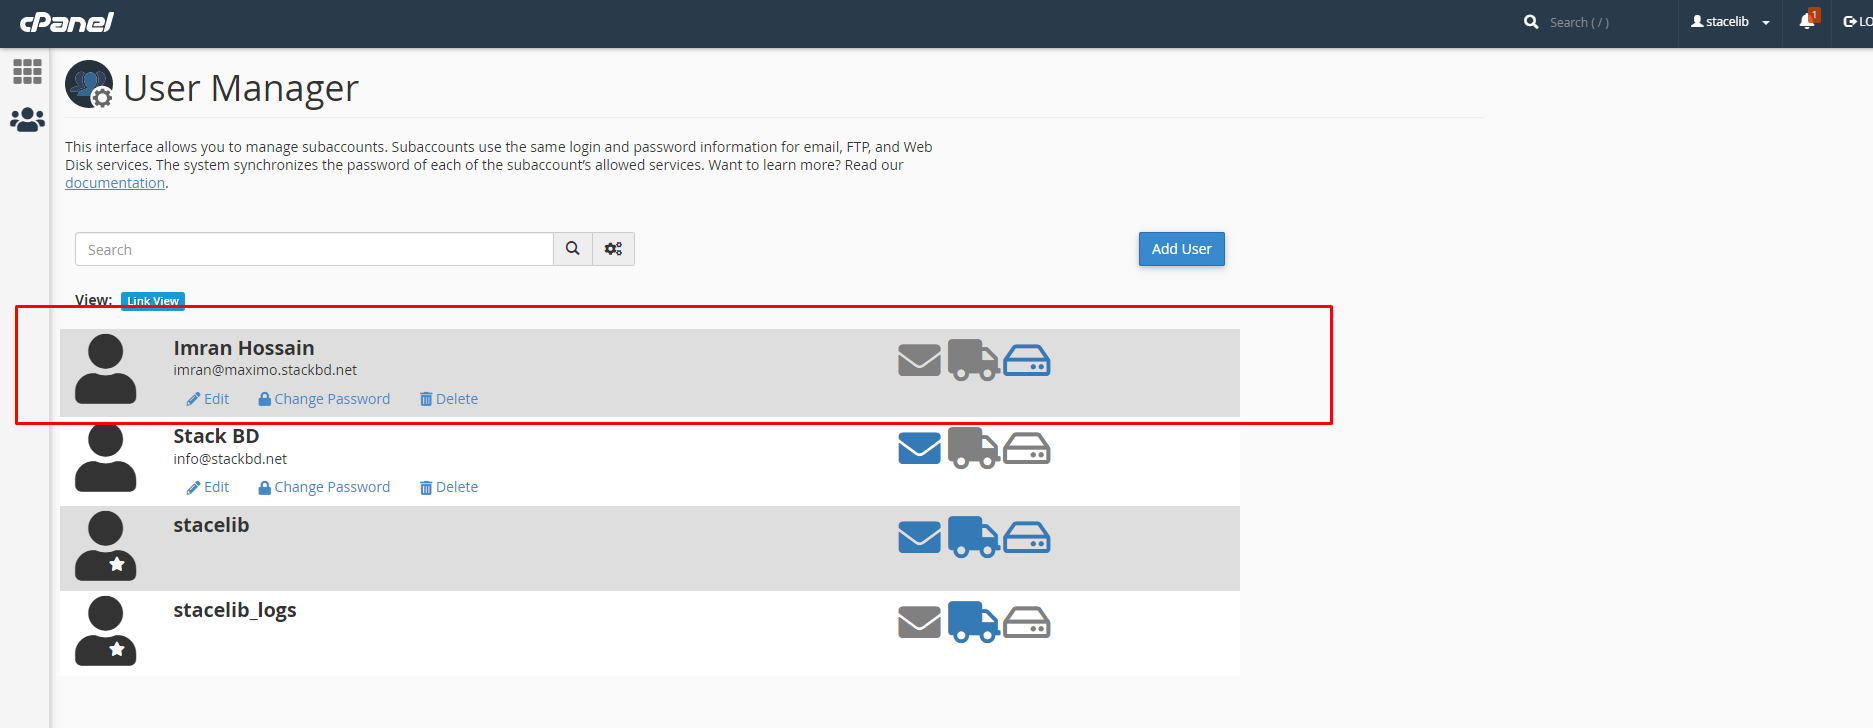 cPanel
Search ( / )
stacelib
1
LO
User Manager
This interface allows you to manage subaccounts. Subaccounts use the same login and password information for email, FTP, and Web
Disk services. The system synchronizes the password of each of the subaccount’s allowed services. Want to learn more? Read our
documentation.
Search
Add User
View: Link View
Imran Hossain
imran@maximo.stackbd.net
Edit Change Password Delete
Stack BD
info@stackbd.net
Edit Change Password Delete
stacelib
stacelib_logs